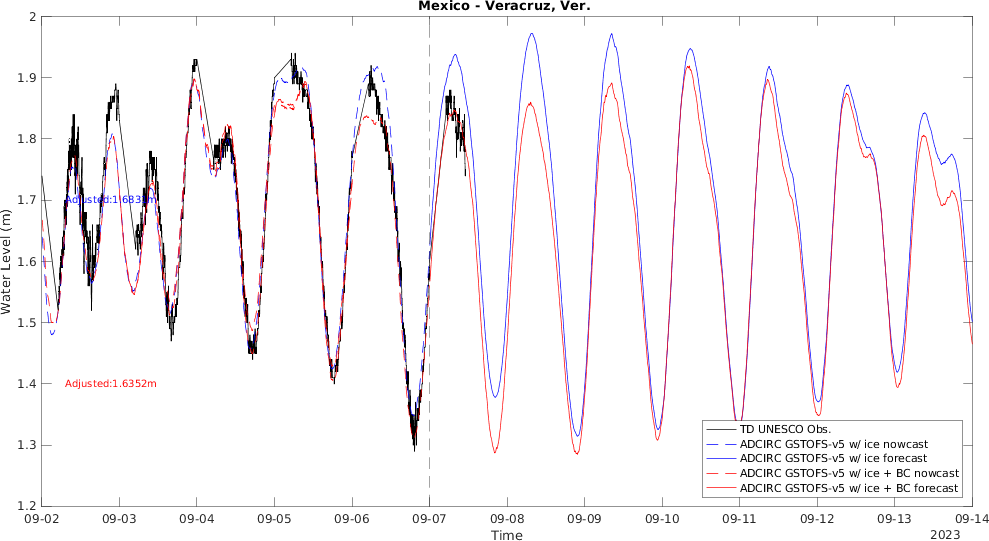 Mexico - Veracruz, Ver.
2
1.9
1.8
1.7
1.6
1.5
1.4
1.3
1.2
Water Level (m)
Adjusted:1.6352m
TD UNESCO Obs.
ADCIRC GSTOFS-v5 w/ ice nowcast
ADCIRC GSTOFS-v5 w/ ice forecast
ADCIRC GSTOFS-v5 w/ ice + BC nowcast
ADCIRC GSTOFS-v5 w/ ice + BC forecast
09-02 09-03 09-04 09-05 09-06 09-07 09-08 09-09 09-10 09-11 09-12 09-13 09-14
Time
2023